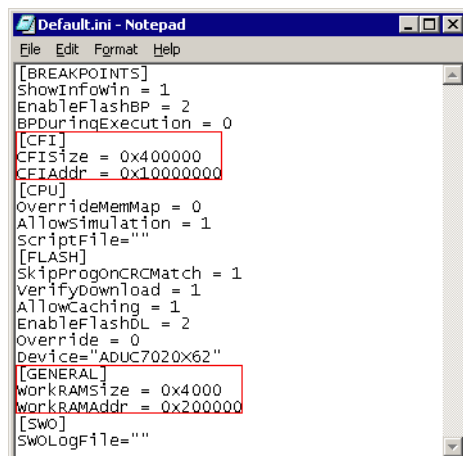 Default.ini - Notepad
File Edit Format Help
[BREAKPOINTS]
ShowInfoWin = 1
EnableFlashBP = 2
BPDuringExecution = 0
[CFI]
CFISize = 0x400000
CFIAddr = 0x10000000
[CPU]
OverrideMemMap = 0
AllowSimulation = 1
ScriptFile=""
[FLASH]
SkipProgOnCRCMatch = 1
VerifyDownload = 1
AllowCaching = 1
EnableFlashDL = 2
Override = 0
Device="ADUC7020X62"
[GENERAL]
WorkRAMSize = 0x4000
WorkRAMAddr = 0x200000
[SWO]
SWOLogFile=""